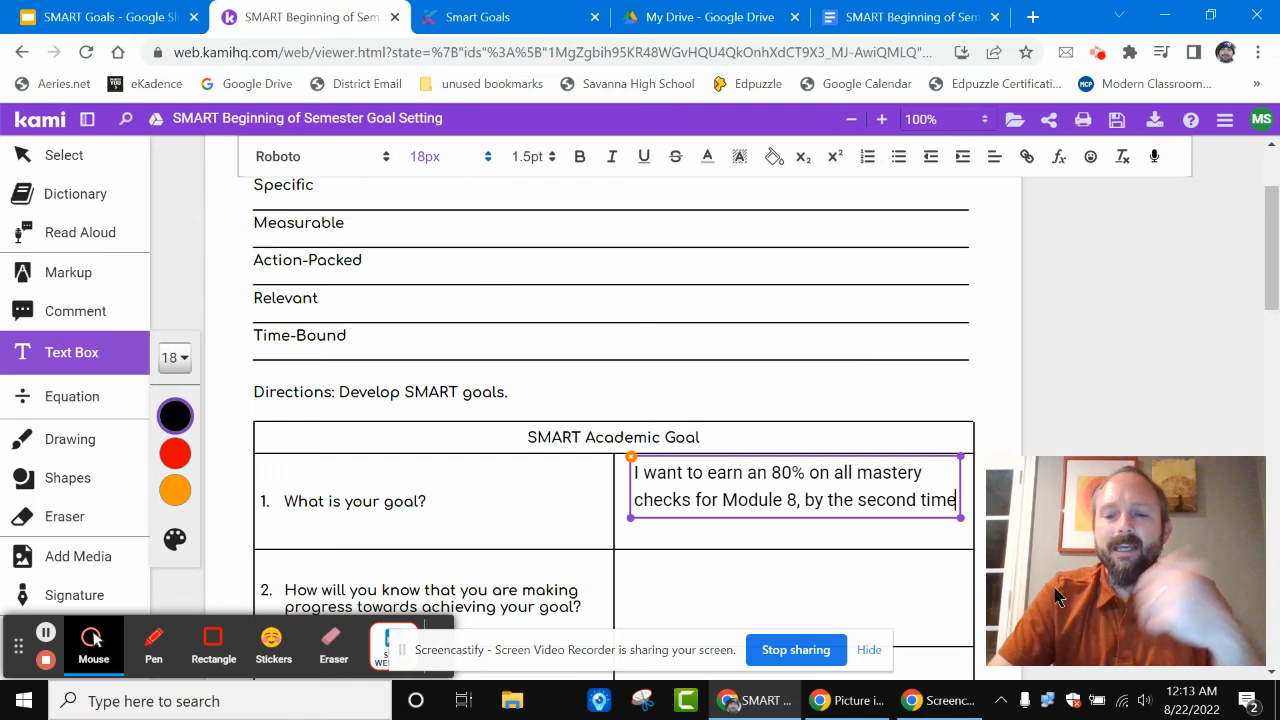 SMART Goals - Google Sli
SMART Beginning of Sem
Smart Goals
My Drive - Google Drive
SMART Beginning of Sem
web.kamihq.com/web/viewer.html?state=%7B"ids"%3A%5B"1MgZgbih95KR48WGvHQU4QkOnhXdCT9X3_MJ-AwiQMLQ"...
Aeries.net
eKadence
Google Drive
District Email
unused bookmarks
Savanna High School
Edpuzzle
Google Calendar
Edpuzzle Certificati...
Modern Classroom...
kami
SMART Beginning of Semester Goal Setting
100%
MS
Roboto
18px
1.5pt
Select
Dictionary
Read Aloud
Markup
Comment
Text Box
Equation
Drawing
Shapes
Eraser
Add Media
Signature
18
Specific
Measurable
Action-Packed
Relevant
Time-Bound
Directions: Develop SMART goals.
SMART Academic Goal
1. What is your goal?
I want to earn an 80% on all mastery
checks for Module 8, by the second time
2. How will you know that you are making
progress towards achieving your goal?
Mouse
Pen
Rectangle
Stickers
Eraser
Screencastify - Screen Video Recorder is sharing your screen.
Stop sharing
Hide
Type here to search
SMART ...
Picture i...
Screenc...
12:13 AM
8/22/2022
2